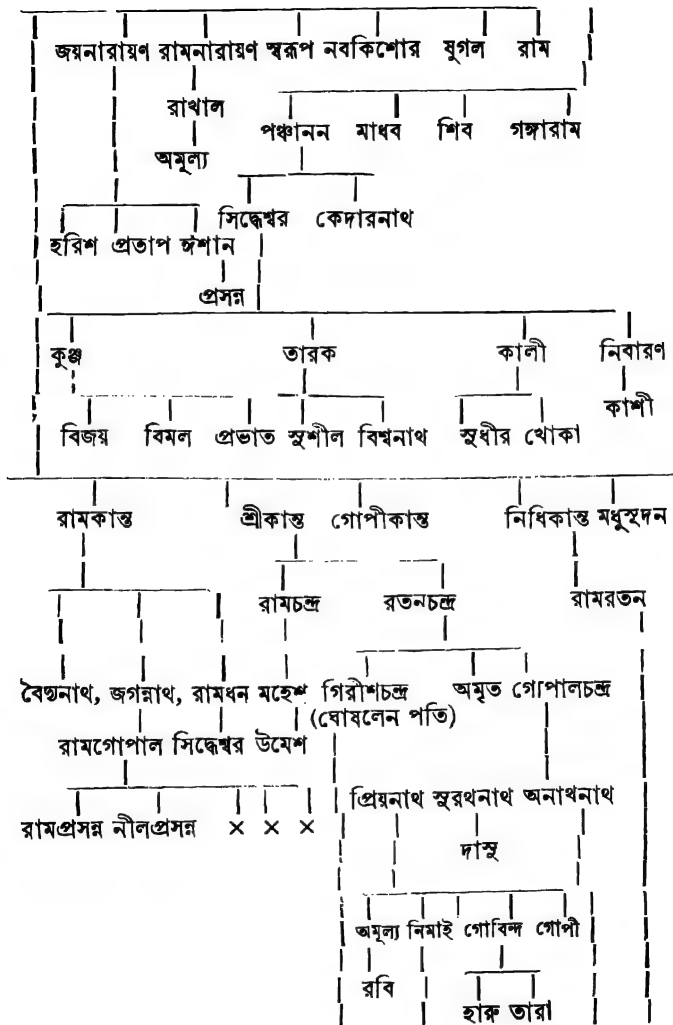 জয়নারায়ণ রামনারায়ণ স্বরূপ নবকিশোর যুগল রাম
রাখাল
পঞ্চানন মাধব শিব গঙ্গারাম
অমূল্য
সিদ্ধেশ্বর কেদারনাথ
হরিশ প্রতাপ ঈশান
প্রসন্ন
কুঞ্জ তারক কালী নিবারণ
কাশী
বিজয় বিমল প্রভাত সুশীল বিশ্বনাথ সুধীর খোকা
রামকান্ত শ্রীকান্ত গোপীকান্ত নিধিকান্ত মধুসূদন
রামচন্দ্র রতনচন্দ্র রামরতন
বৈদ্যনাথ, জগন্নাথ, রামধন মহেশ গিরীশচন্দ্র অমৃত গোপালচন্দ্র
(ঘোষলেন পতি)
রামগোপাল সিদ্ধেশ্বর উমেশ
প্রিয়নাথ সুরথনাথ অনাথনাথ
রামপ্রসন্ন নীলপ্রসন্ন × × ×
দাসু
অমূল্য নিমাই গোবিন্দ গোপী
রবি
হারু তারা